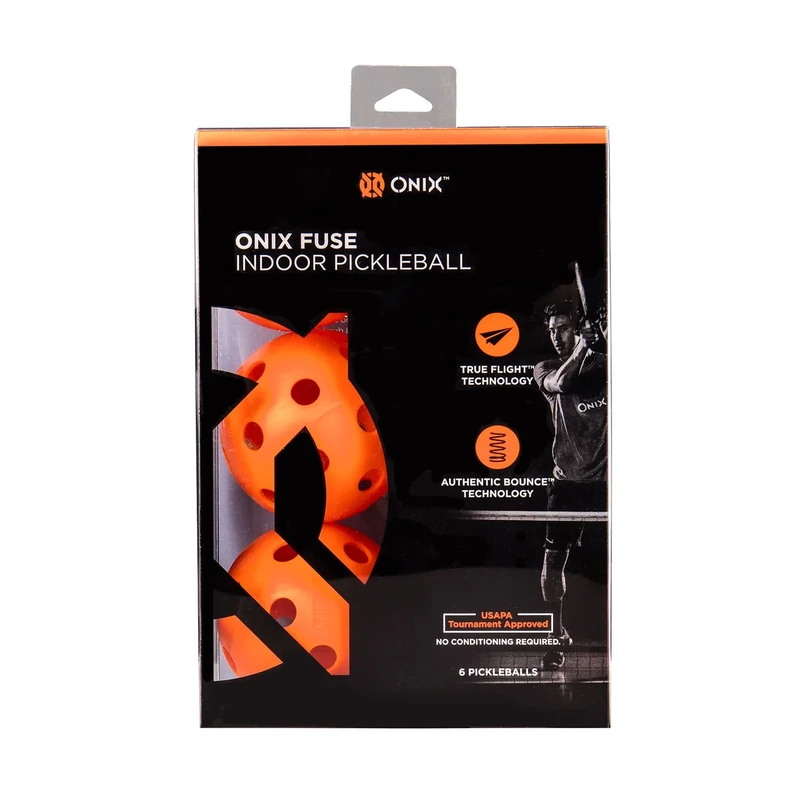 ONIX™
ONIX FUSE
INDOOR PICKLEBALL
TRUE FLIGHT™
TECHNOLOGY
ONIX
AUTHENTIC BOUNCE™
TECHNOLOGY
USAPA
Tournament Approved
NO CONDITIONING REQUIRED.
6 PICKLEBALLS